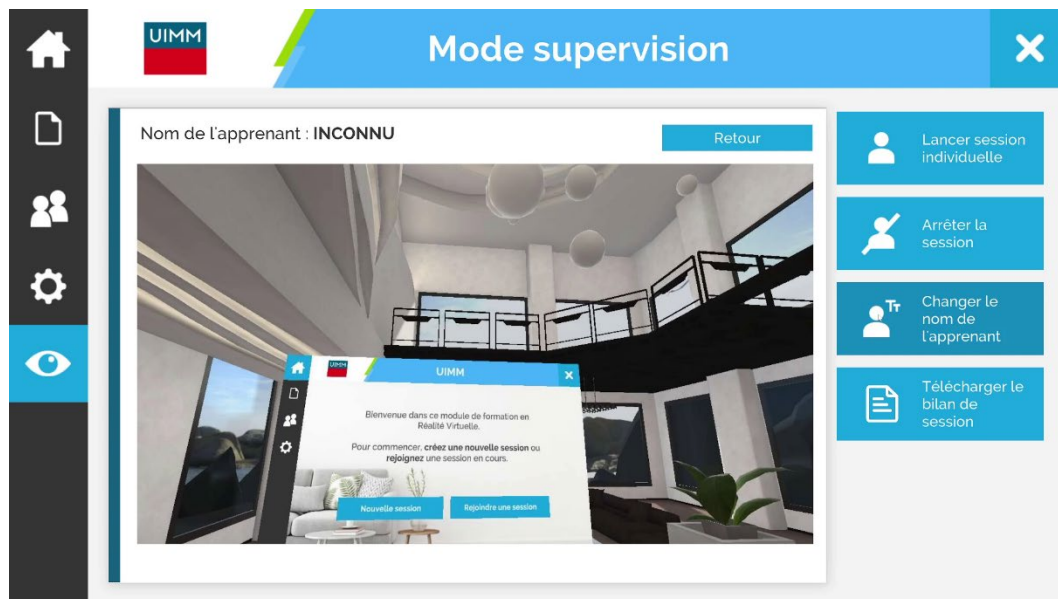 UIMM
Mode supervision
Nom de l'apprenant : INCONNU
Retour
Lancer session
individuelle
Arrêter la
session
Changer le
nom de
l'apprenant
Tт
Télécharger le
bilan de
session
UIMM
UIMM
Bienvenue dans ce module de formation en
Réalité Virtuelle.
Pour commencer, créez une nouvelle session ou
rejoignez une session en cours.
Nouvelle session
Rejoindre une session